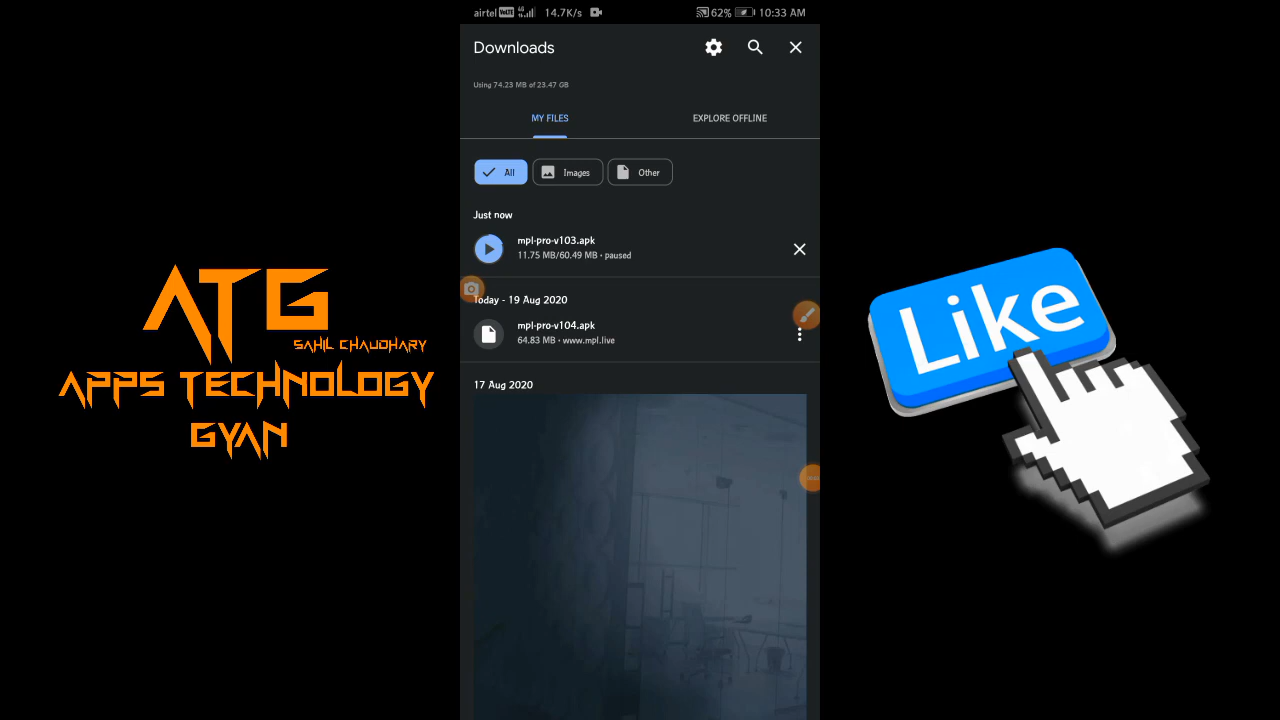 airtel VoLTE 4G 14.7K/s 62% 10:33 AM
Downloads
Using 74.23 MB of 23.47 GB
MY FILES EXPLORE OFFLINE
All Images Other
Just now
mpl-pro-v103.apk
11.75 MB/60.49 MB • paused
Today - 19 Aug 2020
mpl-pro-v104.apk
64.83 MB • www.mpl.live
17 Aug 2020
ATG
SAHIL CHAUDHARY
APPS TECHNOLOGY
GYAN
Like